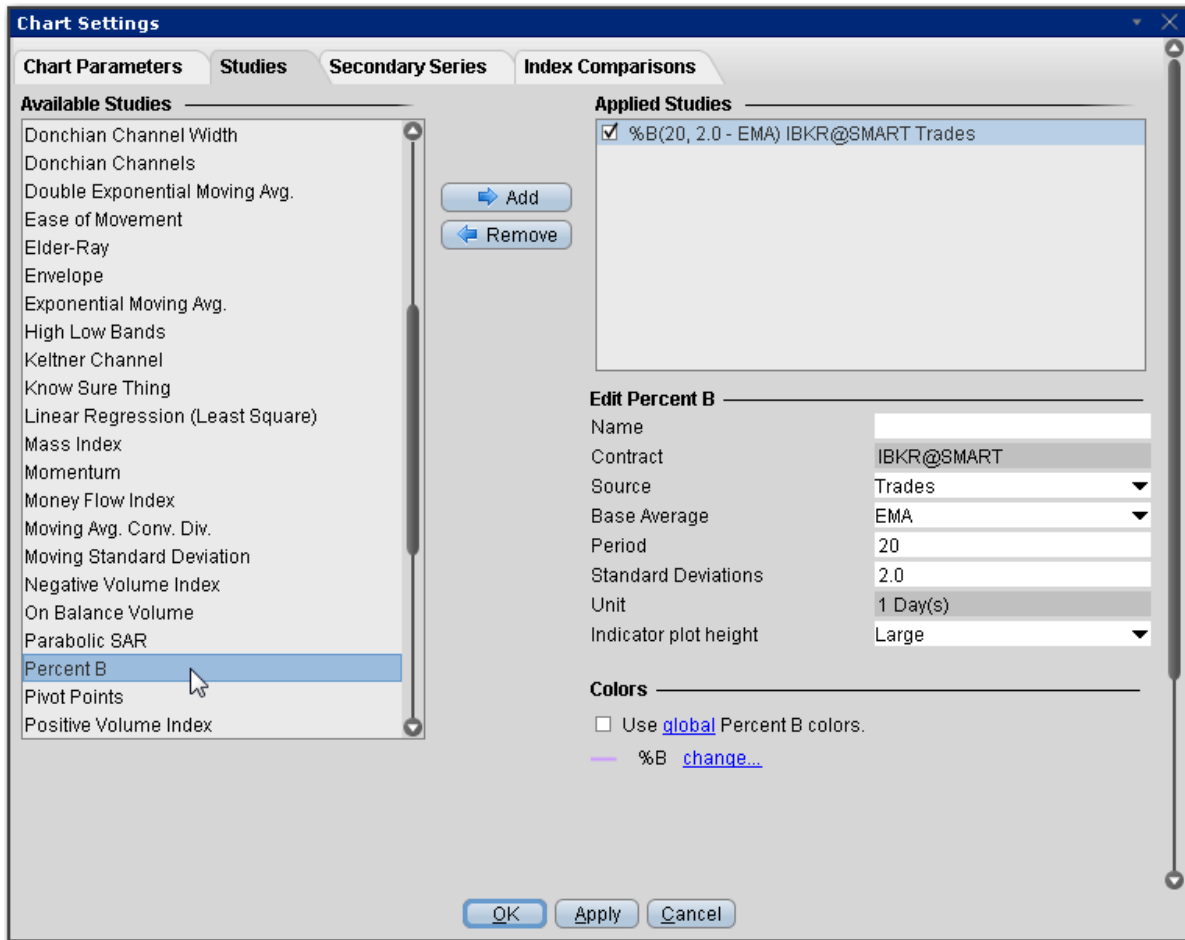 Chart Settings
Chart Parameters
Studies
Secondary Series
Index Comparisons
Available Studies
Donchian Channel Width
Donchian Channels
Double Exponential Moving Avg.
Ease of Movement
Elder-Ray
Envelope
Exponential Moving Avg.
High Low Bands
Keltner Channel
Know Sure Thing
Linear Regression (Least Square)
Mass Index
Momentum
Money Flow Index
Moving Avg. Conv. Div.
Moving Standard Deviation
Negative Volume Index
On Balance Volume
Parabolic SAR
Percent B
Pivot Points
Positive Volume Index
Add
Remove
Applied Studies
%B(20, 2.0 - EMA) IBKR@SMART Trades
Edit Percent B
Name
Contract IBKR@SMART
Source Trades
Base Average EMA
Period 20
Standard Deviations 2.0
Unit 1 Day(s)
Indicator plot height Large
Colors
Use global Percent B colors.
%B change...
OK Apply Cancel